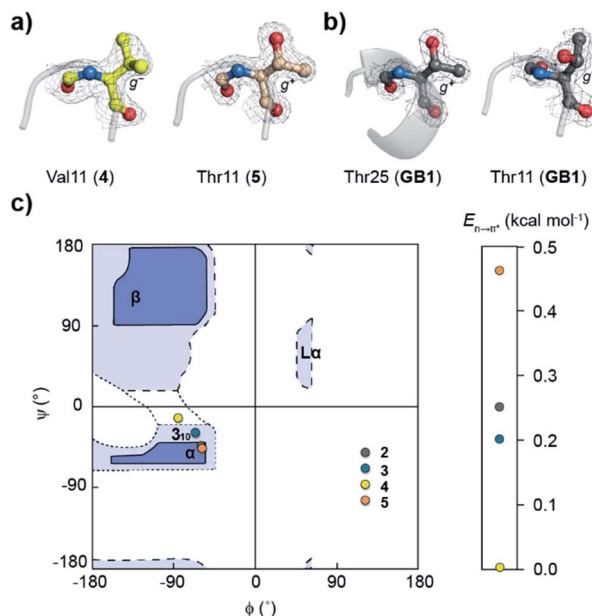 a)
b)
g⁻
g⁺
g⁺
g
Val11 (4)
Thr11 (5)
Thr25 (GB1)
Thr11 (GB1)
c)
E n→π* (kcal mol⁻¹)
180
90
0
-90
-180
ψ (°)
β
Lα
3₁₀
α
2
3
4
5
-180
-90
0
90
180
ϕ (°)
0.5
0.4
0.3
0.2
0.1
0.0